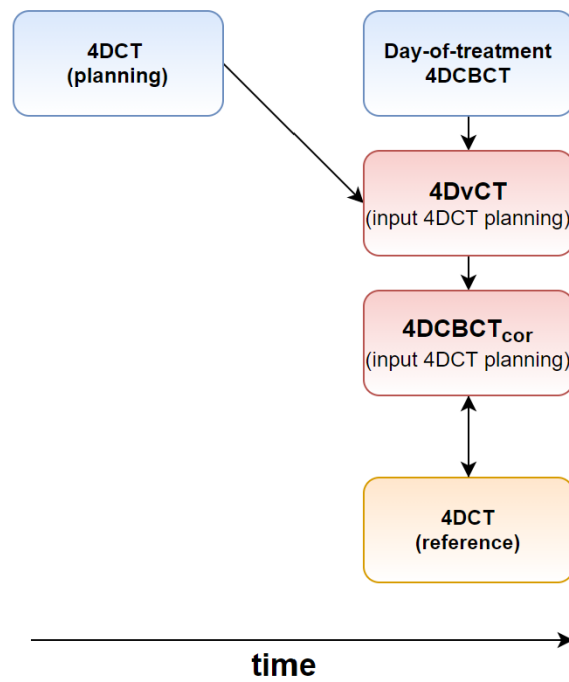 4DCT
(planning)
Day-of-treatment
4DCBCT
4DvCT
(input 4DCT planning)
4DCBCTcor
(input 4DCT planning)
4DCT
(reference)
time